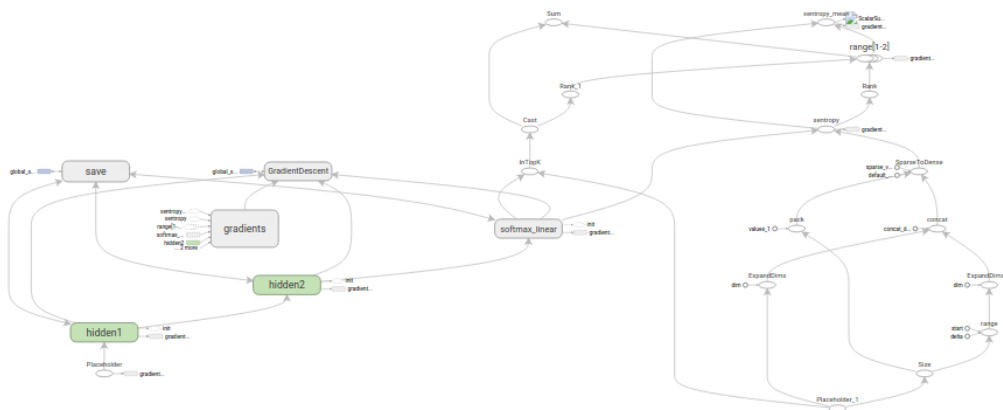 Sum
xentropy_mean
ScalarSu...
gradient...
range[1-2]
gradient...
Rank_1
Rank
Cast
xentropy
gradient...
InTopK
sparse_v...
SparseToDense
default_...
global_s...
save
global_s...
GradientDescent
xentropy...
xentropy
range[1-...
softmax_...
hidden2
...2 more
gradients
softmax_linear
init
gradient...
values_1
pack
concat_d...
concat
hidden2
init
gradient...
dim
ExpandDims
dim
ExpandDims
hidden1
init
gradient...
start
delta
range
Placeholder
gradient...
Size
Placeholder_1